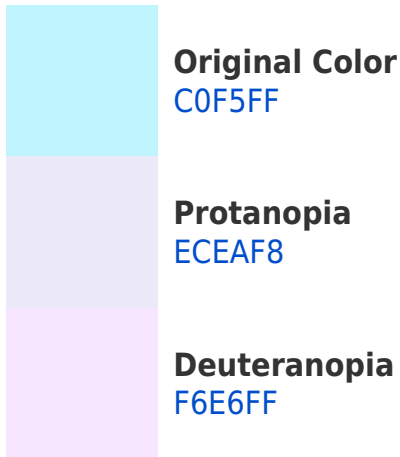 Original Color
C0F5FF
Protanopia
ECEAF8
Deuteranopia
F6E6FF